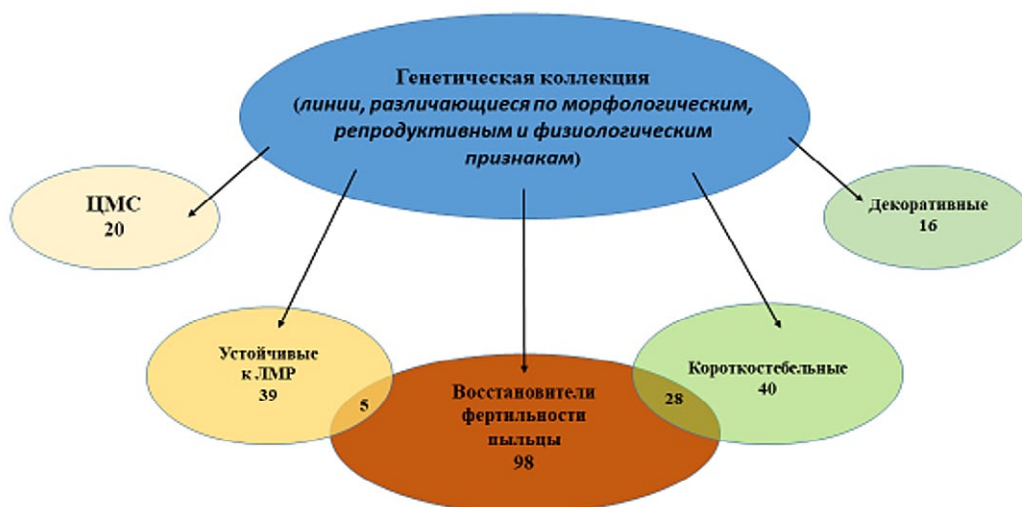 Генетическая коллекция
(линии, различающиеся по морфологическим,
репродуктивным и физиологическим
признакам)
ЦМС
20
Декоративные
16
Устойчивые
к ЛМР
39
5
Восстановители
фертильности
пыльцы
98
28
Короткостебельные
40